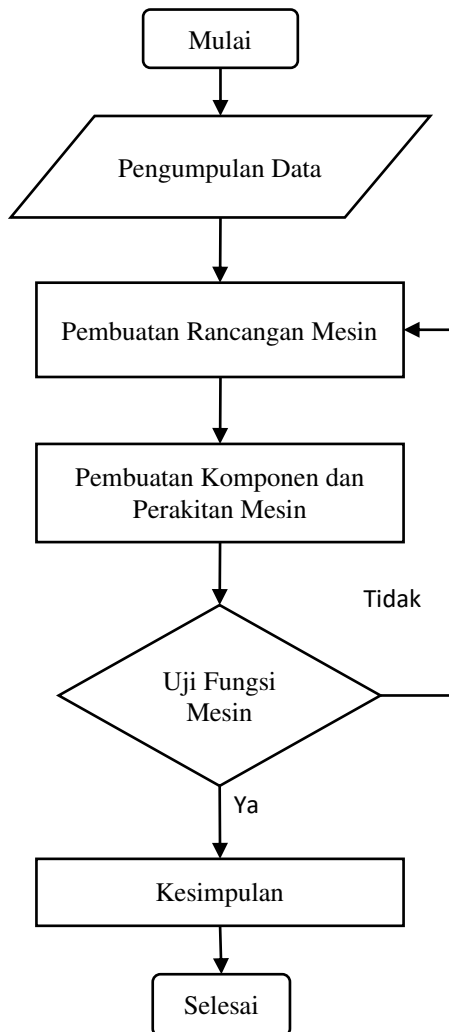 Mulai
Pengumpulan Data
Pembuatan Rancangan Mesin
Pembuatan Komponen dan
Perakitan Mesin
Tidak
Uji Fungsi
Mesin
Ya
Kesimpulan
Selesai